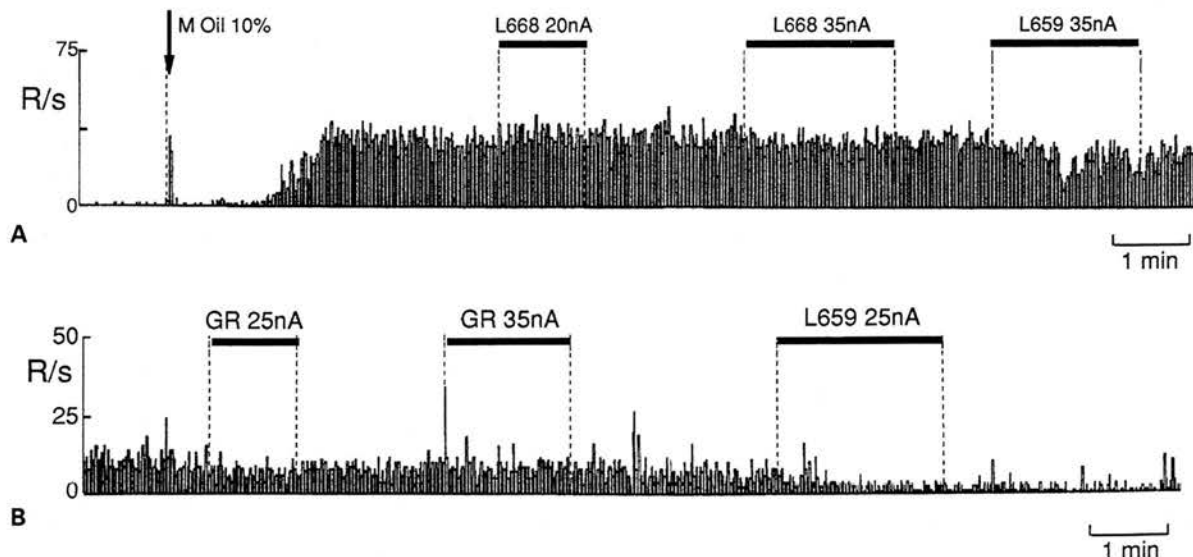 M Oil 10%
L668 20nA
L668 35nA
L659 35nA
75
R/s
0
A
1 min
GR 25nA
GR 35nA
L659 25nA
50
R/s
25
0
B
1 min